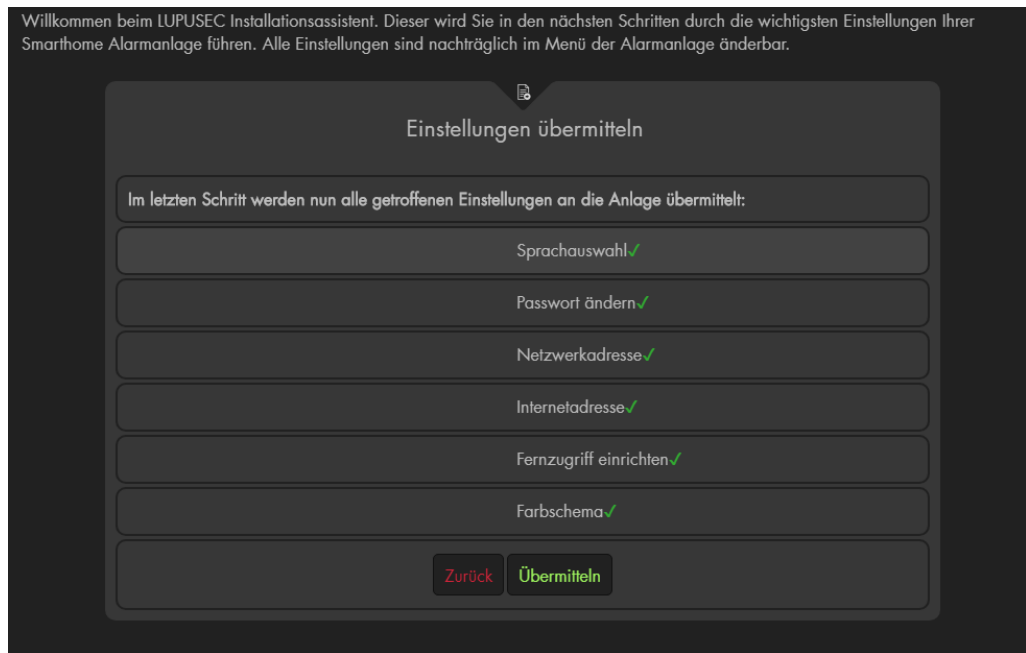 Willkommen beim LUPUSEC Installationsassistent. Dieser wird Sie in den nächsten Schritten durch die wichtigsten Einstellungen Ihrer
Smarthome Alarmanlage führen. Alle Einstellungen sind nachträglich im Menü der Alarmanlage änderbar.
Einstellungen übermitteln
Im letzten Schritt werden nun alle getroffenen Einstellungen an die Anlage übermittelt:
Sprachauswahl✓
Passwort ändern✓
Netzwerkadresse✓
Internetadresse✓
Fernzugriff einrichten✓
Farbschema✓
Zurück Übermitteln